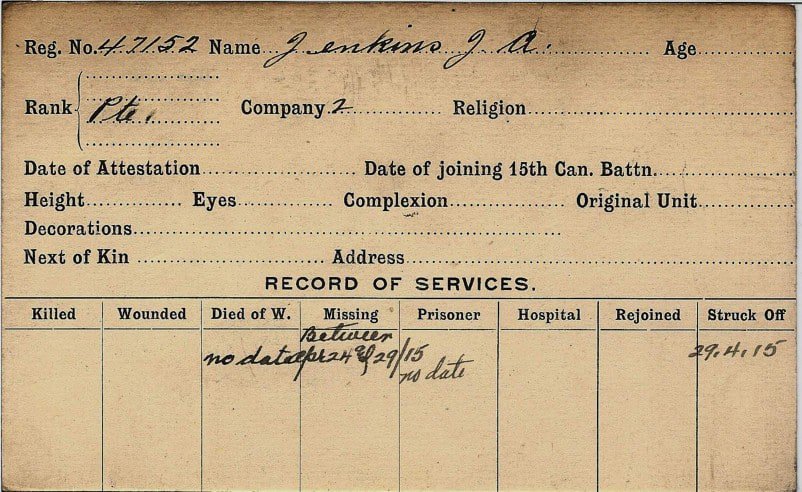 Reg. No. 47152 Name Jenkins J. A. Age
Rank Pte. Company 2 Religion
Date of Attestation Date of joining 15th Can. Battn.
Height Eyes Complexion Original Unit
Decorations
Next of Kin Address
RECORD OF SERVICES.
Killed Wounded Died of W. Missing Prisoner Hospital Rejoined Struck Off
Between
no date Apr 24 & 29/15 29.4.15
no date